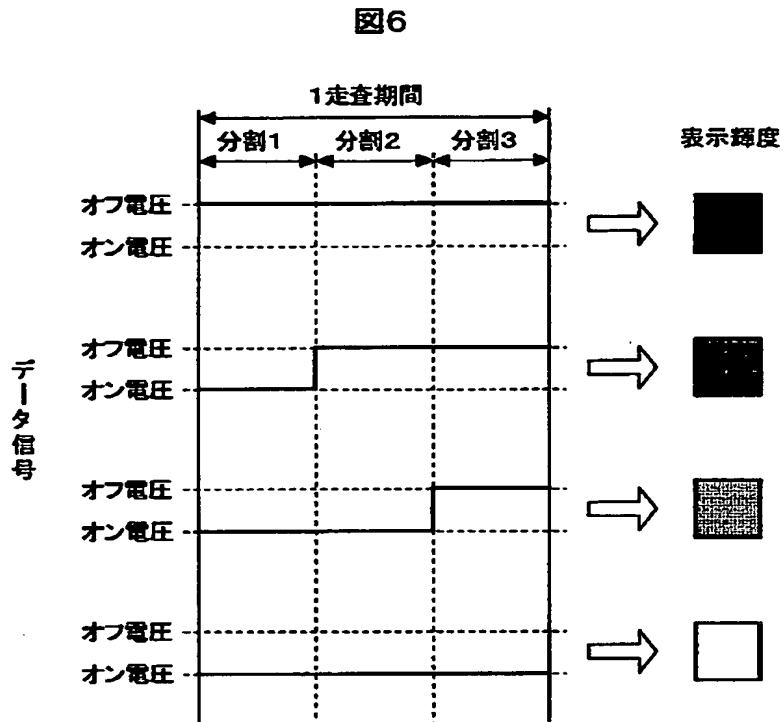 図6
1走査期間
分割1 分割2 分割3
表示輝度
オフ電圧
オン電圧
オフ電圧
オン電圧
データ信号
オフ電圧
オン電圧
オフ電圧
オン電圧